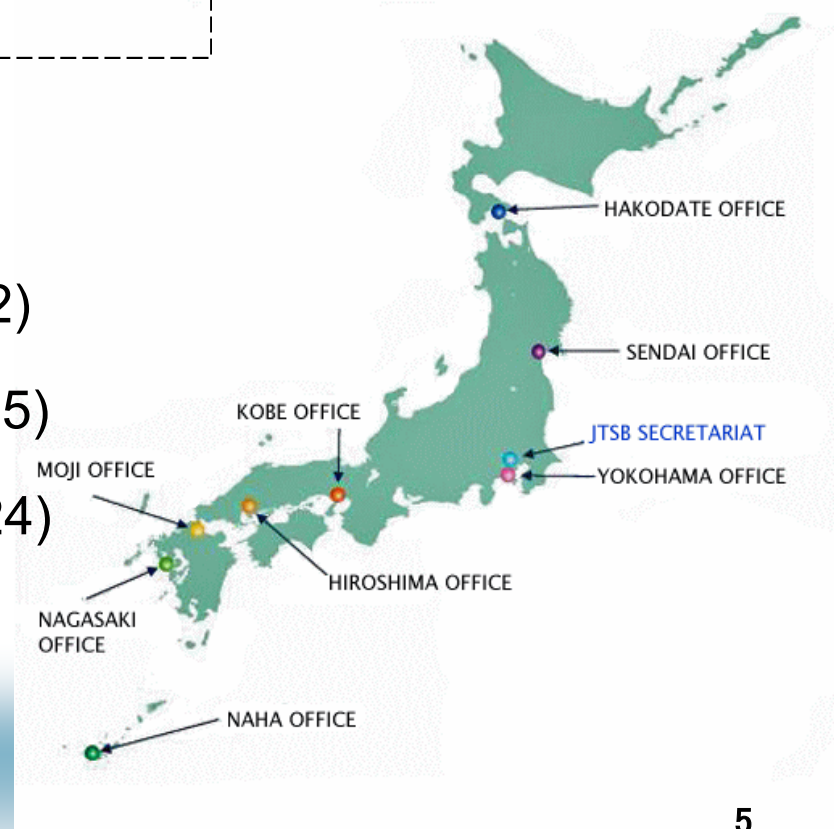 HAKODATE OFFICE
2)
SENDAI OFFICE
5)
KOBE OFFICE
JTSB SECRETARIAT
MOJI OFFICE
YOKOHAMA OFFICE
24)
HIROSHIMA OFFICE
NAGASAKI
OFFICE
NAHA OFFICE
5